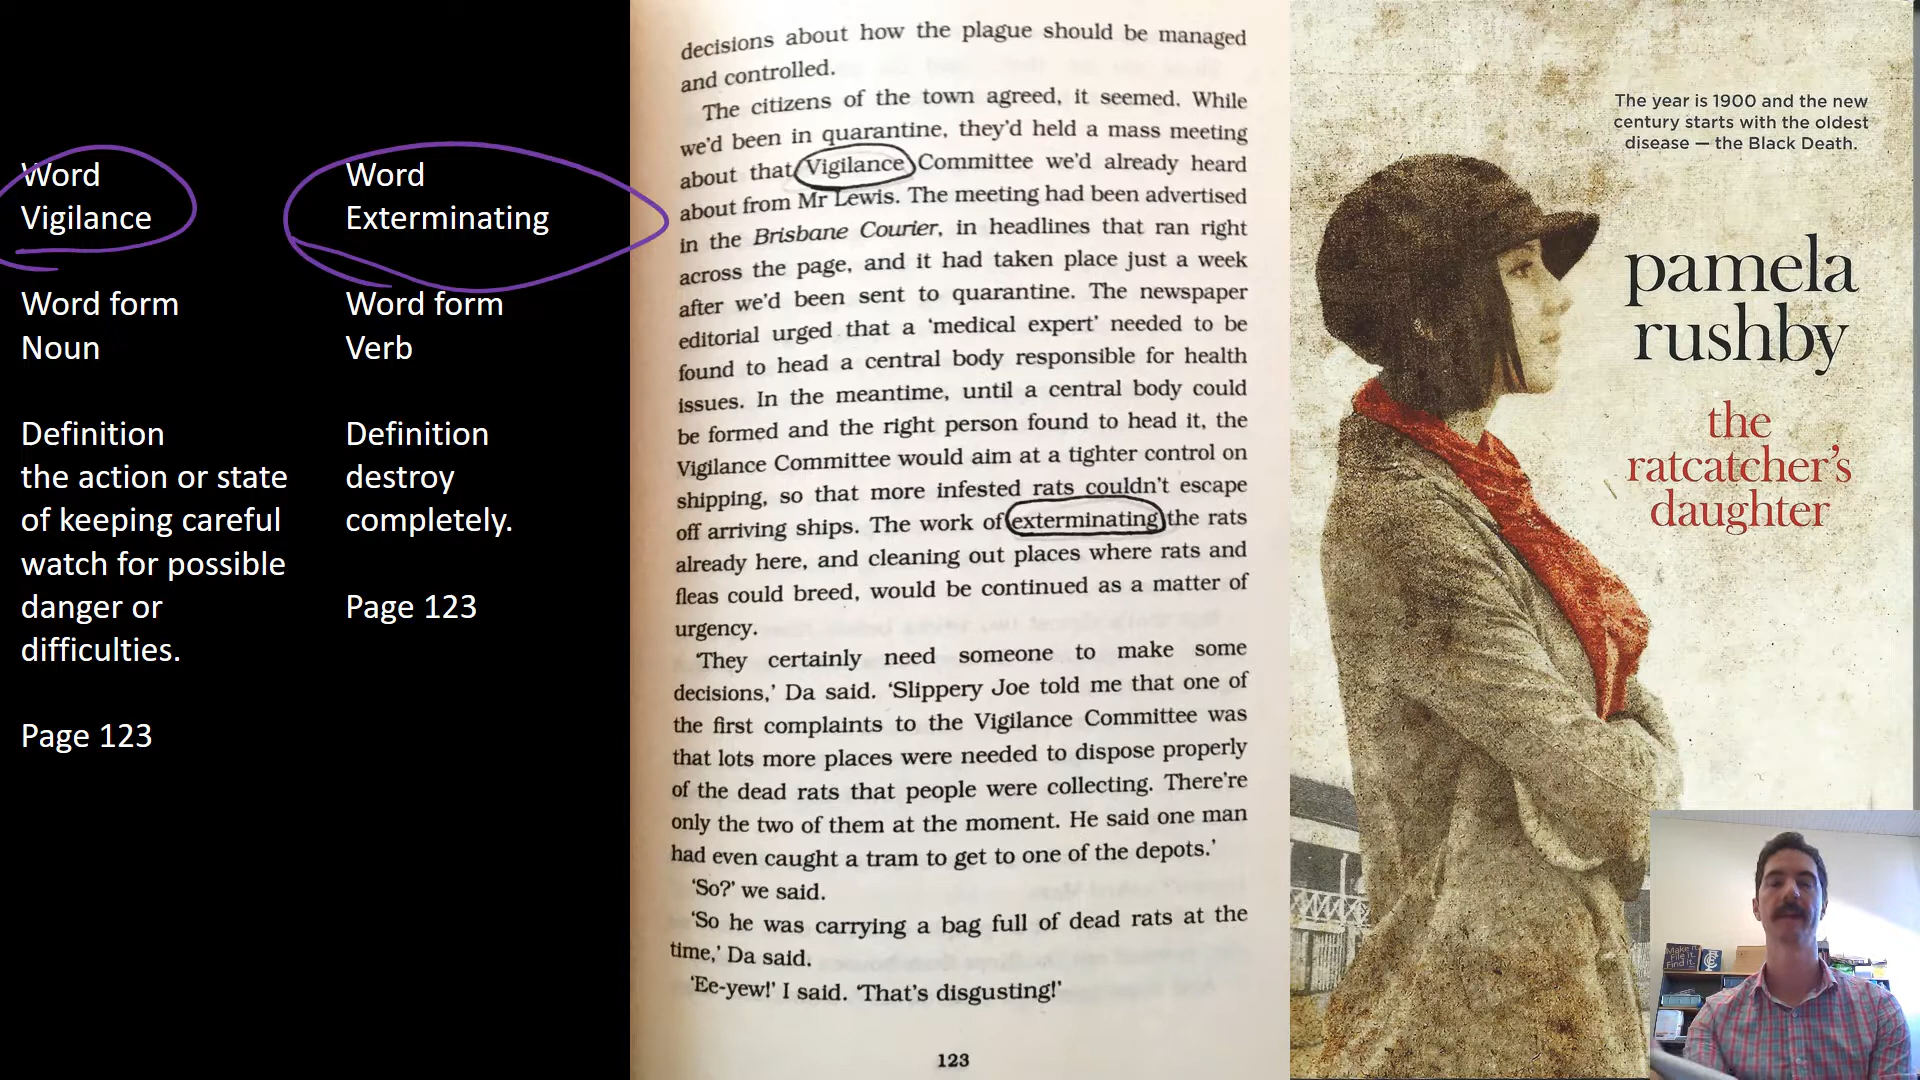 Word
Vigilance
Word form
Noun
Definition
the action or state
of keeping careful
watch for possible
danger or
difficulties.
Page 123
Word
Exterminating
Word form
Verb
Definition
destroy
completely.
Page 123
decisions about how the plague should be managed
and controlled.
The citizens of the town agreed, it seemed. While
we'd been in quarantine, they'd held a mass meeting
about that Vigilance Committee we'd already heard
about from Mr Lewis. The meeting had been advertised
in the Brisbane Courier, in headlines that ran right
across the page, and it had taken place just a week
after we'd been sent to quarantine. The newspaper
editorial urged that a 'medical expert' needed to be
found to head a central body responsible for health
issues. In the meantime, until a central body could
be formed and the right person found to head it, the
Vigilance Committee would aim at a tighter control on
shipping, so that more infested rats couldn't escape
off arriving ships. The work of exterminating the rats
already here, and cleaning out places where rats and
fleas could breed, would be continued as a matter of
urgency.
'They certainly need someone to make some
decisions,' Da said. 'Slippery Joe told me that one of
the first complaints to the Vigilance Committee was
that lots more places were needed to dispose properly
of the dead rats that people were collecting. There're
only the two of them at the moment. He said one man
had even caught a tram to get to one of the depots.'
'So?' we said.
'So he was carrying a bag full of dead rats at the
time,' Da said.
'Ee-yew!' I said. 'That's disgusting!'
123
The year is 1900 and the new
century starts with the oldest
disease — the Black Death.
pamela
rushby
the
ratcatcher's
daughter
Make it.
File it.
Find it.